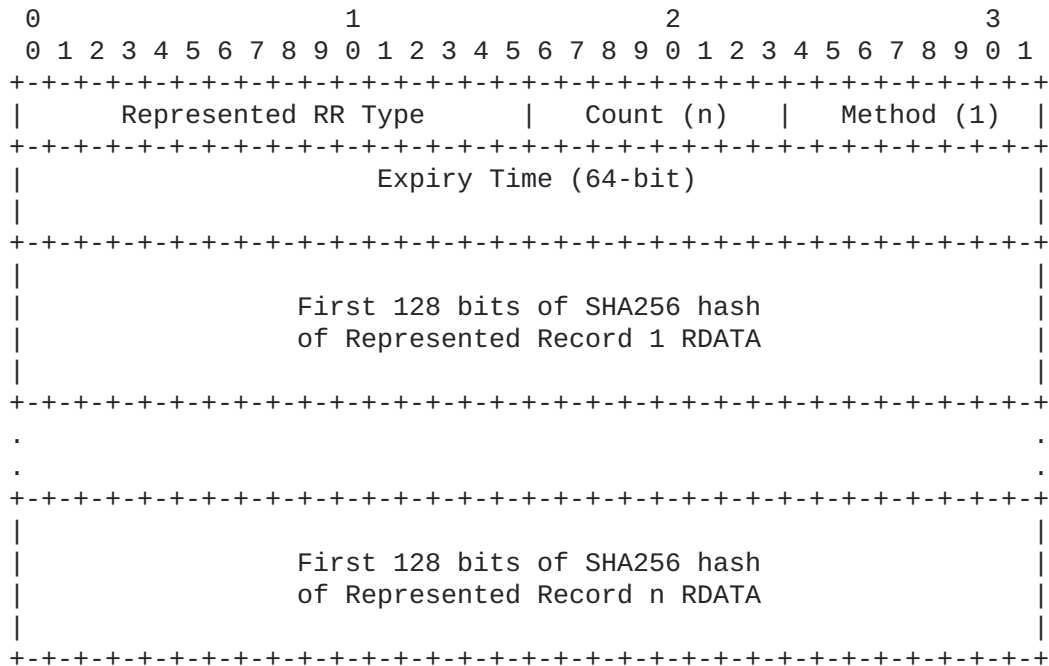 0                   1                   2                   3
 0 1 2 3 4 5 6 7 8 9 0 1 2 3 4 5 6 7 8 9 0 1 2 3 4 5 6 7 8 9 0 1
+-+-+-+-+-+-+-+-+-+-+-+-+-+-+-+-+-+-+-+-+-+-+-+-+-+-+-+-+-+-+-+-+
|      Represented RR Type      |   Count (n)   |   Method (1)  |
+-+-+-+-+-+-+-+-+-+-+-+-+-+-+-+-+-+-+-+-+-+-+-+-+-+-+-+-+-+-+-+-+
|                      Expiry Time (64-bit)                     |
|                                                               |
+-+-+-+-+-+-+-+-+-+-+-+-+-+-+-+-+-+-+-+-+-+-+-+-+-+-+-+-+-+-+-+-+
|                                                               |
|                 First 128 bits of SHA256 hash                 |
|                 of Represented Record 1 RDATA                 |
|                                                               |
+-+-+-+-+-+-+-+-+-+-+-+-+-+-+-+-+-+-+-+-+-+-+-+-+-+-+-+-+-+-+-+-+
.                                                               .
.                                                               .
+-+-+-+-+-+-+-+-+-+-+-+-+-+-+-+-+-+-+-+-+-+-+-+-+-+-+-+-+-+-+-+-+
|                                                               |
|                 First 128 bits of SHA256 hash                 |
|                 of Represented Record n RDATA                 |
|                                                               |
+-+-+-+-+-+-+-+-+-+-+-+-+-+-+-+-+-+-+-+-+-+-+-+-+-+-+-+-+-+-+-+-+